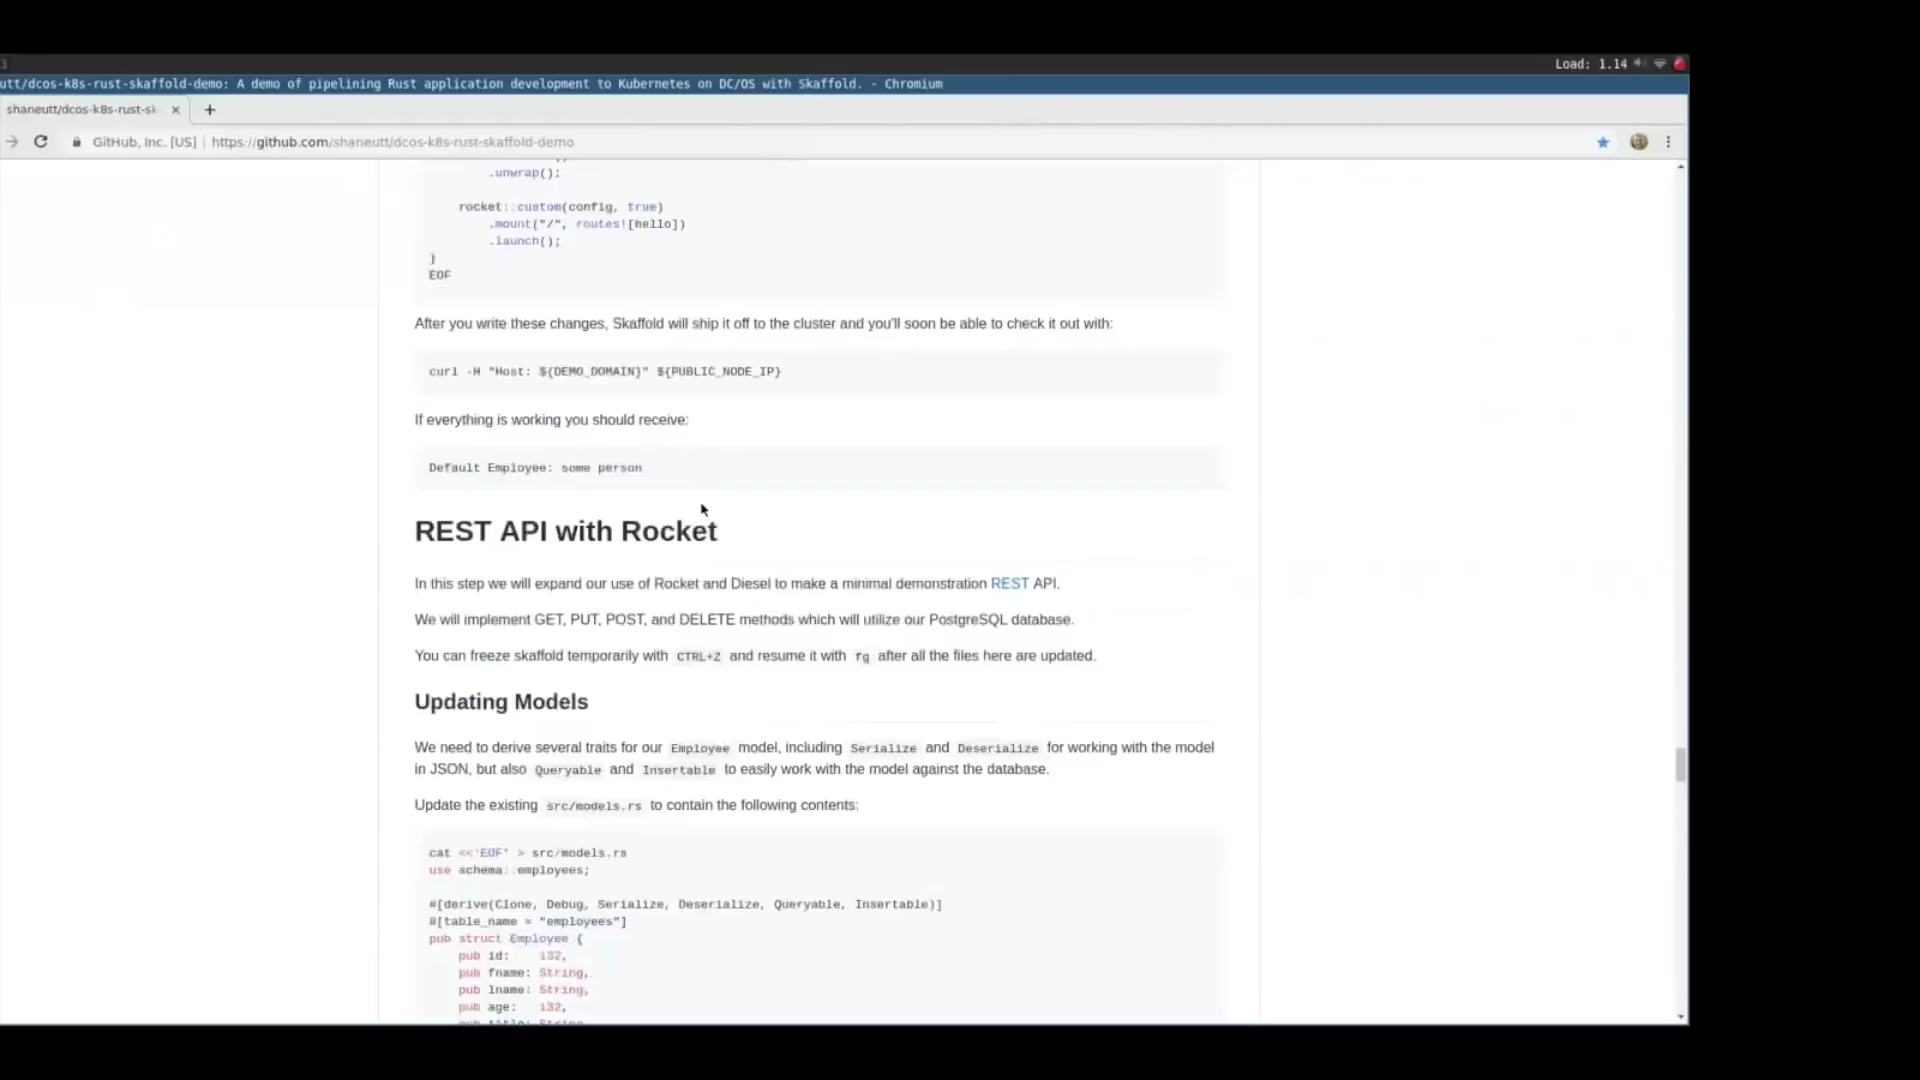 3
Load: 1.14
utt/dcos-k8s-rust-skaffold-demo: A demo of pipelining Rust application development to Kubernetes on DC/OS with Skaffold. - Chromium
shaneutt/dcos-k8s-rust-sk
GitHub, Inc. [US] | https://github.com/shaneutt/dcos-k8s-rust-skaffold-demo
.unwrap();
rocket::custom(config, true)
.mount("/", routes![hello])
.launch();
}
EOF
After you write these changes, Skaffold will ship it off to the cluster and you'll soon be able to check it out with:
curl -H "Host: ${DEMO_DOMAIN}" ${PUBLIC_NODE_IP}
If everything is working you should receive:
Default Employee: some person
REST API with Rocket
In this step we will expand our use of Rocket and Diesel to make a minimal demonstration REST API.
We will implement GET, PUT, POST, and DELETE methods which will utilize our PostgreSQL database.
You can freeze skaffold temporarily with CTRL+Z and resume it with fg after all the files here are updated.
Updating Models
We need to derive several traits for our Employee model, including Serialize and Deserialize for working with the model
in JSON, but also Queryable and Insertable to easily work with the model against the database.
Update the existing src/models.rs to contain the following contents:
cat <<'EOF' > src/models.rs
use schema::employees;
#[derive(Clone, Debug, Serialize, Deserialize, Queryable, Insertable)]
#[table_name = "employees"]
pub struct Employee {
pub id: i32,
pub fname: String,
pub lname: String,
pub age: i32,
pub title: String